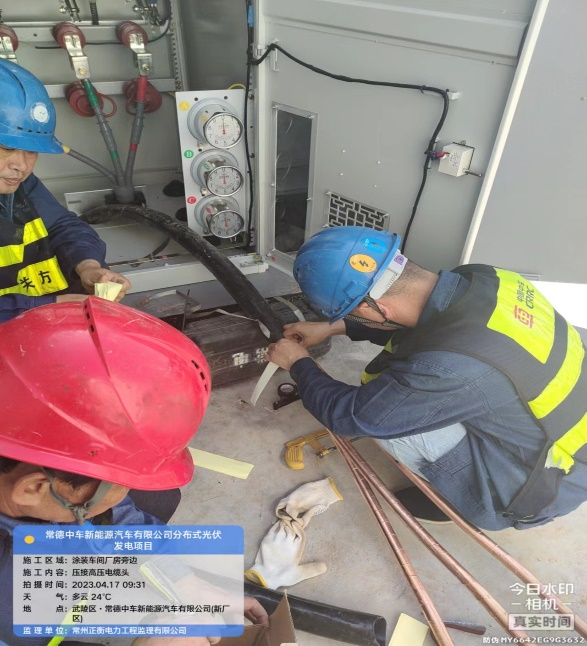 常德中车新能源汽车有限公司分布式光伏
发电项目
施工区域：涂装车间厂房旁边
施工内容：压接高压电缆头
拍摄时间：2023.04.17 09:31
天　　气：多云 24℃
地　　点：武陵区·常德中车新能源汽车(新厂
区)
监理单位：常州正衡电力工程监理有限公司
今日水印
-相机-
真实时间
防伪 MY6642EG9G3632
B
C